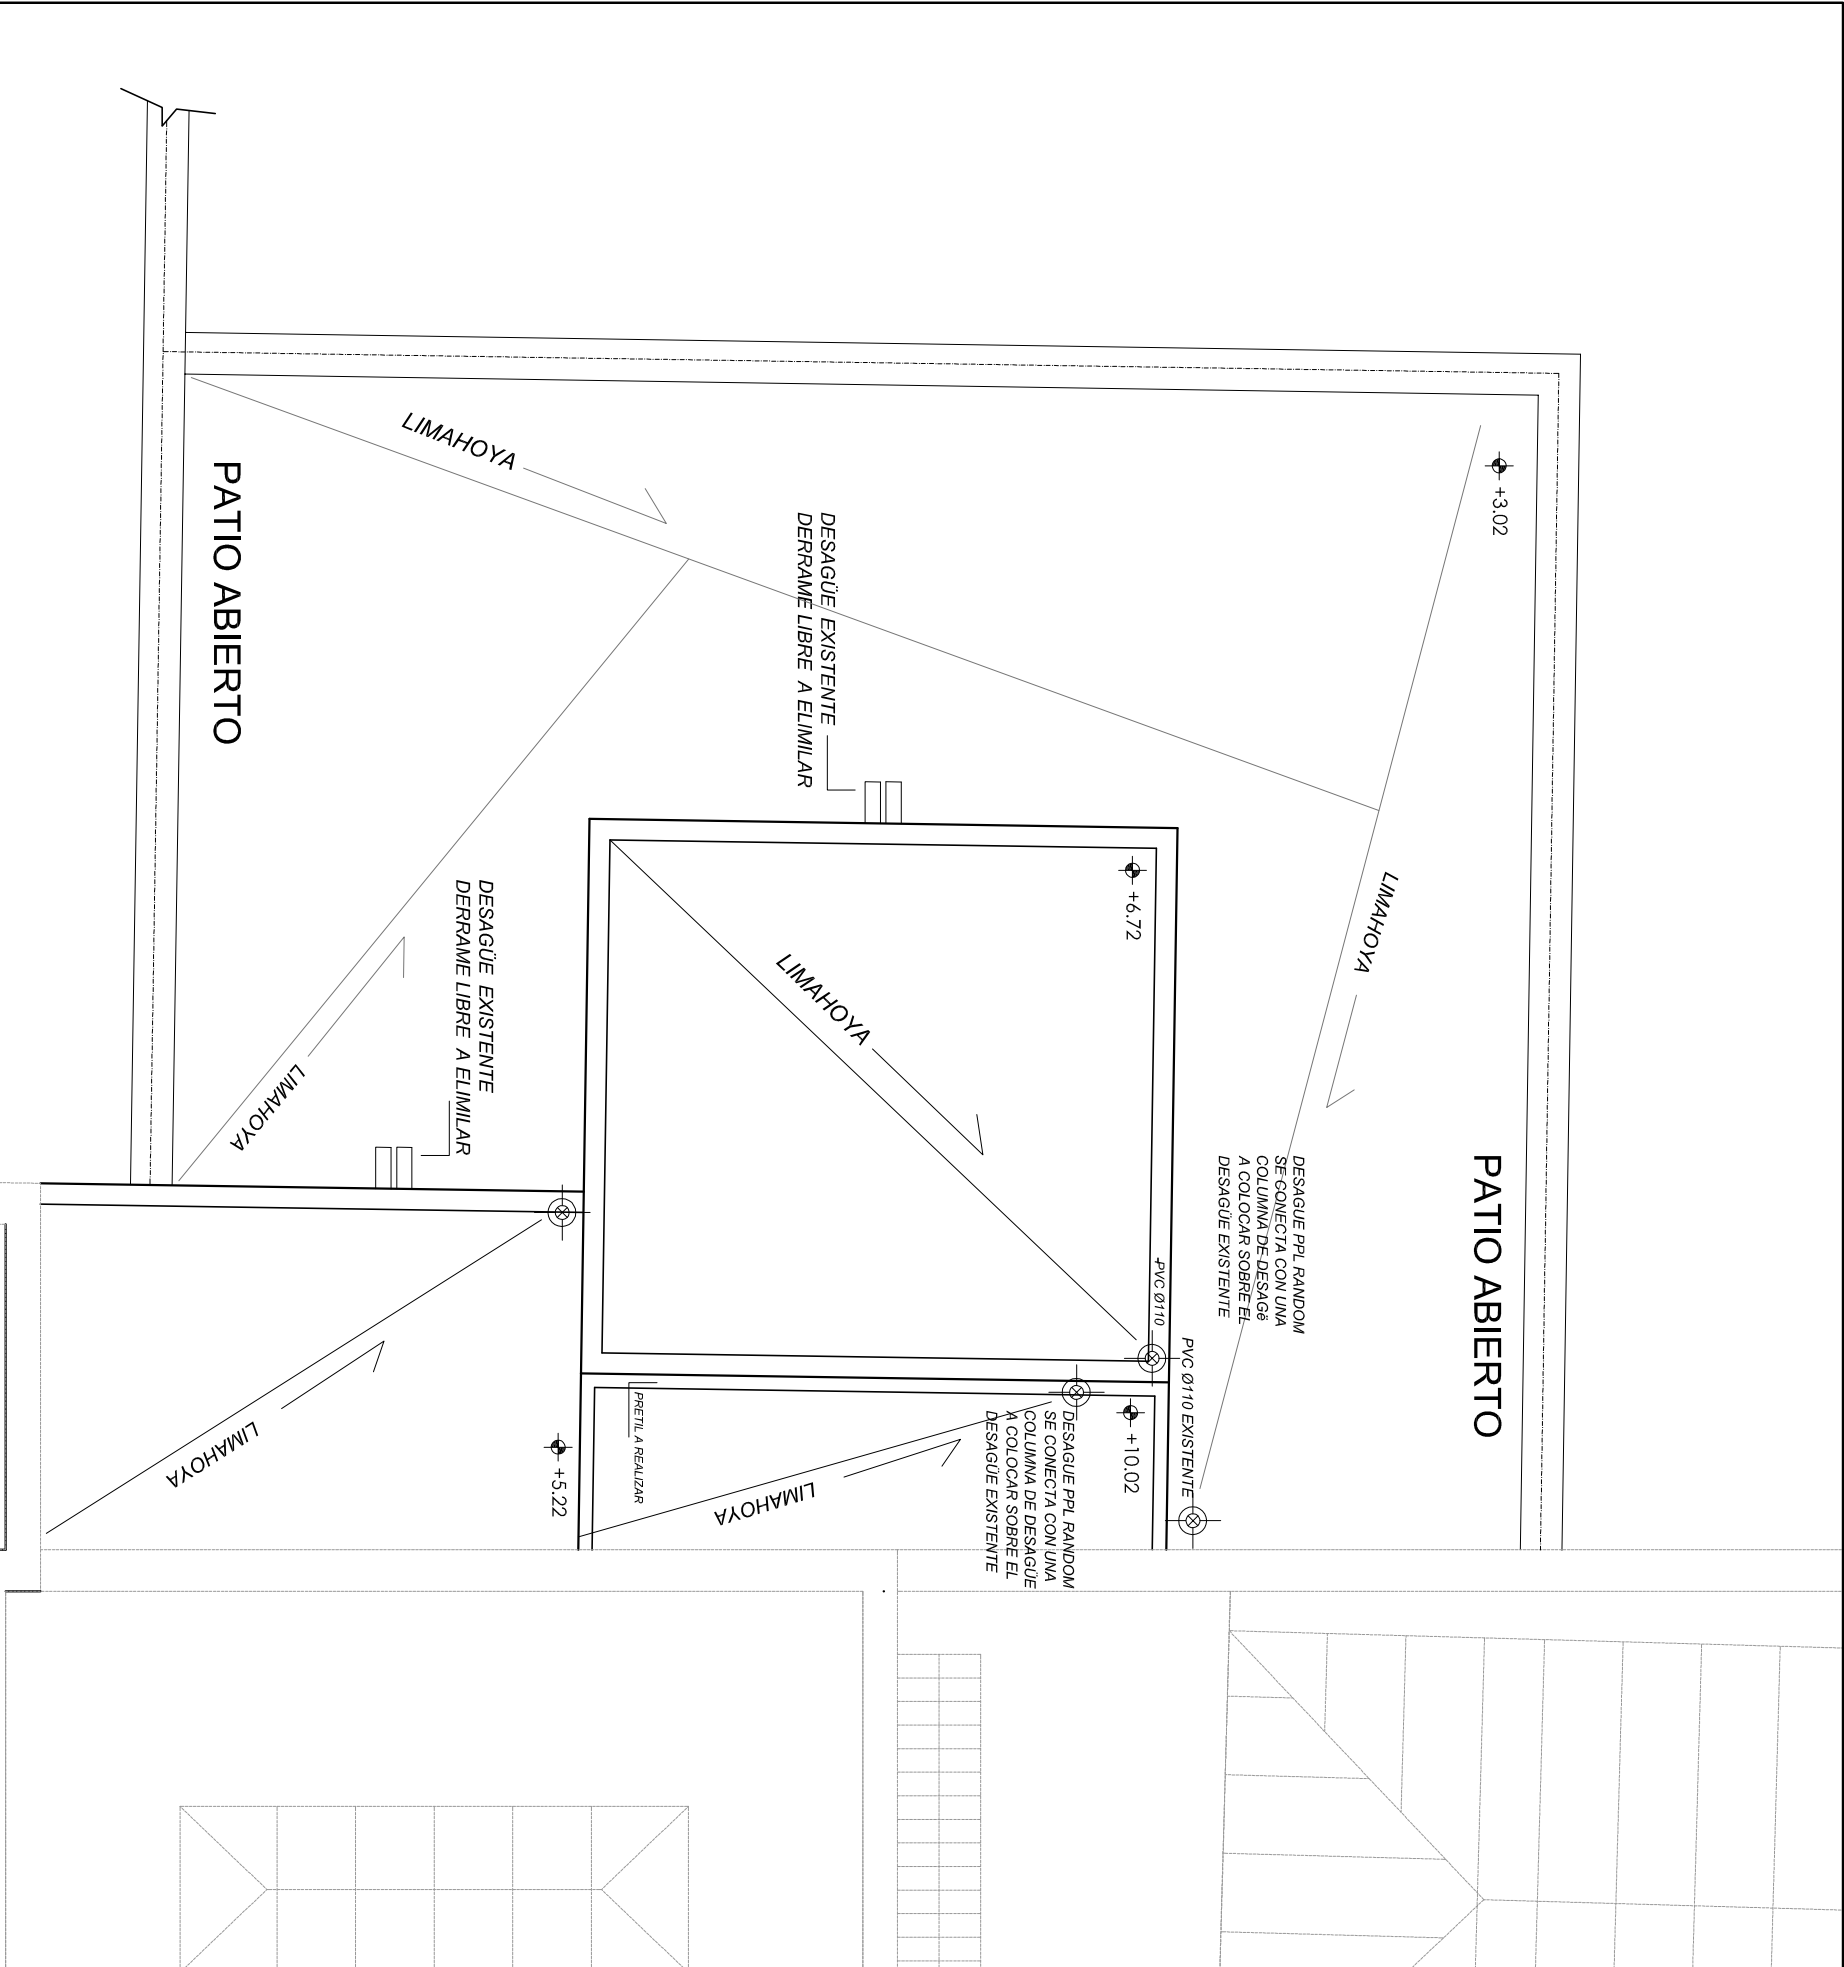 LIMAHOYA
+3.02
PATIO ABIERTO
DESAGÜE  EXISTENTE
DERRAME LIBRE  A ELIMILAR
LIMAHOYA
+6.72
DESAGÜE  EXISTENTE
DERRAME LIBRE  A ELIMILAR
LIMAHOYA
LIMAHOYA
DESAGUE PPL RANDOM
SE CONECTA CON UNA
COLUMNA DE DESAGë
A COLOCAR SOBRE EL
DESAGÜE EXISTENTE
PATIO ABIERTO
PVC Ø110
PVC Ø110 EXISTENTE
PRETIL A REALIZAR
+10.02
DESAGUE PPL RANDOM
SE CONECTA CON UNA
COLUMNA DE DESAGÜE
A COLOCAR SOBRE EL
DESAGÜE EXISTENTE
LIMAHOYA
LIMAHOYA
+5.22